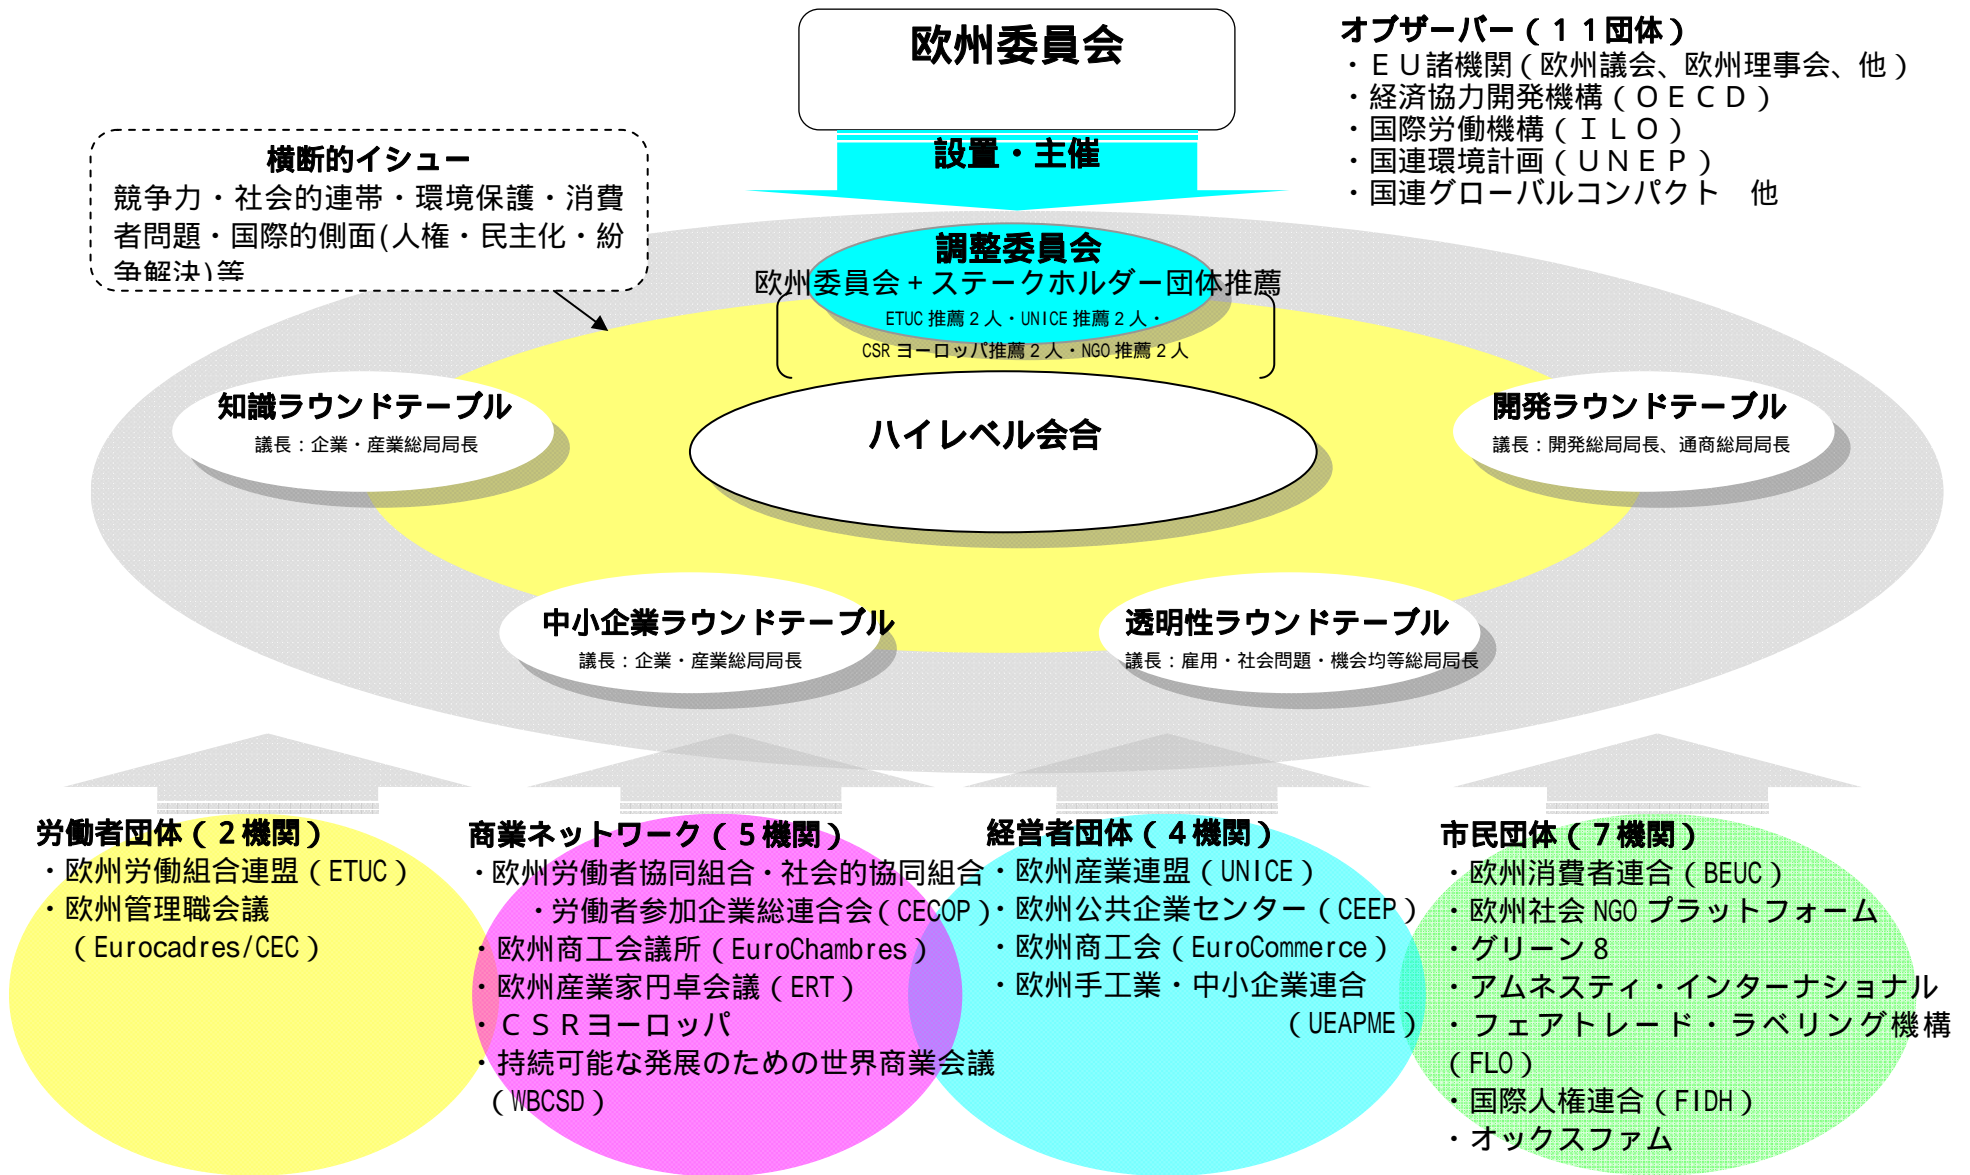 欧州委員会
設置・主催
オブザーバー（１１団体）
・ＥＵ諸機関（欧州議会、欧州理事会、他）
・経済協力開発機構（ＯＥＣＤ）
・国際労働機構（ＩＬＯ）
・国連環境計画（ＵＮＥＰ）
・国連グローバルコンパクト　他
横断的イシュー
競争力・社会的連帯・環境保護・消費
者問題・国際的側面(人権・民主化・紛
争解決)等
調整委員会
欧州委員会＋ステークホルダー団体推薦
ETUC 推薦２人・UNICE 推薦２人・
CSR ヨーロッパ推薦２人・NGO 推薦２人
知識ラウンドテーブル
議長：企業・産業総局局長
ハイレベル会合
開発ラウンドテーブル
議長：開発総局局長、通商総局局長
中小企業ラウンドテーブル
議長：企業・産業総局局長
透明性ラウンドテーブル
議長：雇用・社会問題・機会均等総局局長
労働者団体（２機関）
・欧州労働組合連盟（ETUC）
・欧州管理職会議
（Eurocadres/CEC）
商業ネットワーク（５機関）
・欧州労働者協同組合・社会的協同組合
・労働者参加企業総連合会（CECOP）
・欧州商工会議所（EuroChambres）
・欧州産業家円卓会議（ERT）
・ＣＳＲヨーロッパ
・持続可能な発展のための世界商業会議
（WBCSD）
経営者団体（４機関）
・欧州産業連盟（UNICE）
・欧州公共企業センター（CEEP）
・欧州商工会（EuroCommerce）
・欧州手工業・中小企業連合
（UEAPME）
市民団体（７機関）
・欧州消費者連合（BEUC）
・欧州社会 NGO プラットフォーム
・グリーン８
・アムネスティ・インターナショナル
・フェアトレード・ラベリング機構
（FLO）
・国際人権連合（FIDH）
・オックスファム